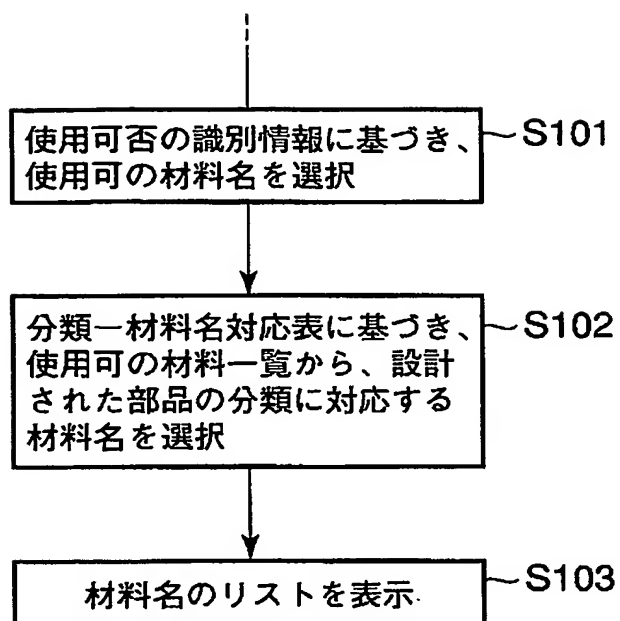 使用可否の識別情報に基づき、
使用可の材料名を選択
S101
分類ー材料名対応表に基づき、
使用可の材料一覧から、設計
された部品の分類に対応する
材料名を選択
S102
材料名のリストを表示
S103